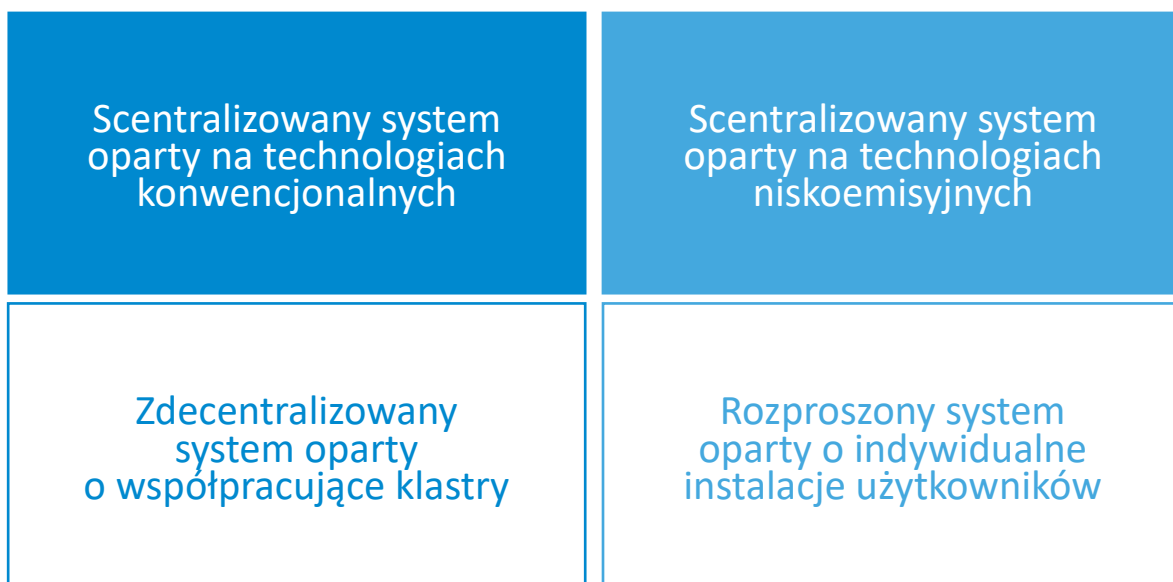 Scentralizowany system
oparty na technologiach
konwencjonalnych
Scentralizowany system
oparty na technologiach
niskoemisyjnych
Zdecentralizowany
system oparty
o współpracujące klastry
Rozproszony system
oparty o indywidualne
instalacje użytkowników